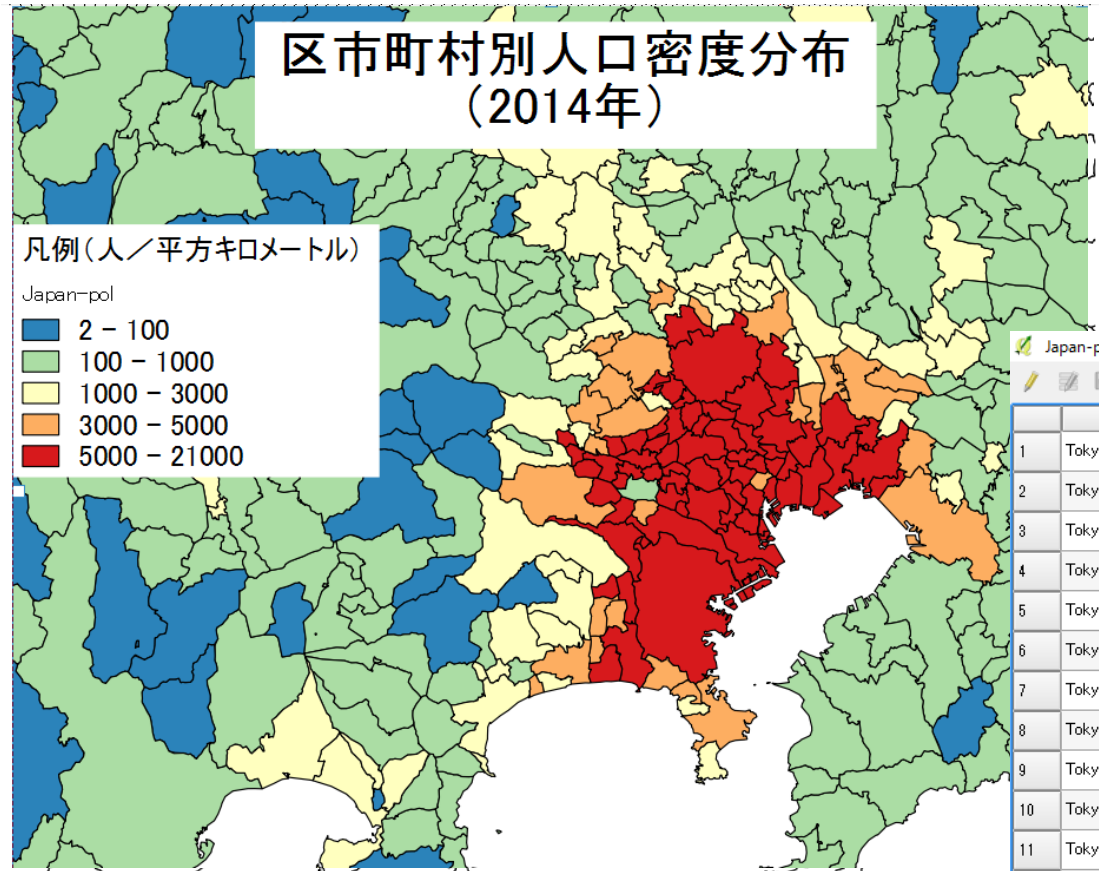 区市町村別人口密度分布
(2014年)
凡例(人／平方キロメートル)
Japan-pol
2 - 100
100 - 1000
1000 - 3000
3000 - 5000
5000 - 21000
Japan-p
1 Toky
2 Toky
3 Toky
4 Toky
5 Toky
6 Toky
7 Toky
8 Toky
9 Toky
10 Toky
11 Toky